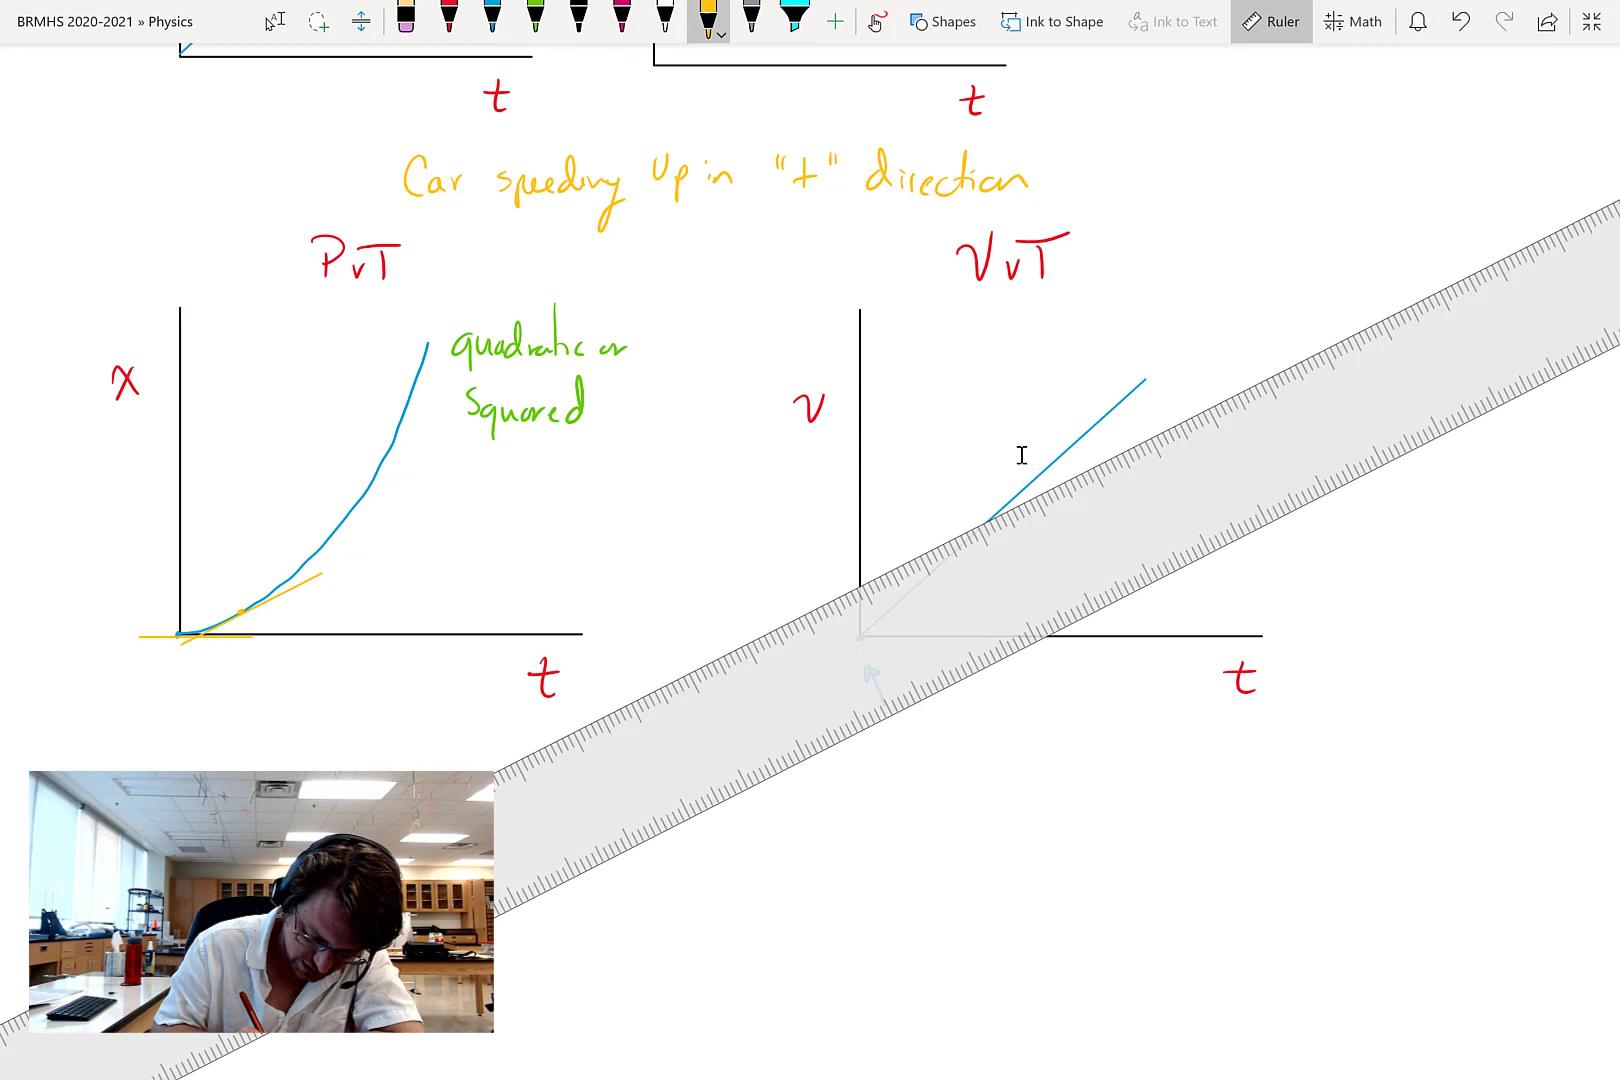 BRMHS 2020-2021 » Physics
Shapes
Ink to Shape
Ink to Text
Ruler
Math
t
t
Car speeding up in "+" direction
PvT
VvT
x
quadratic or
squared
v
t
t